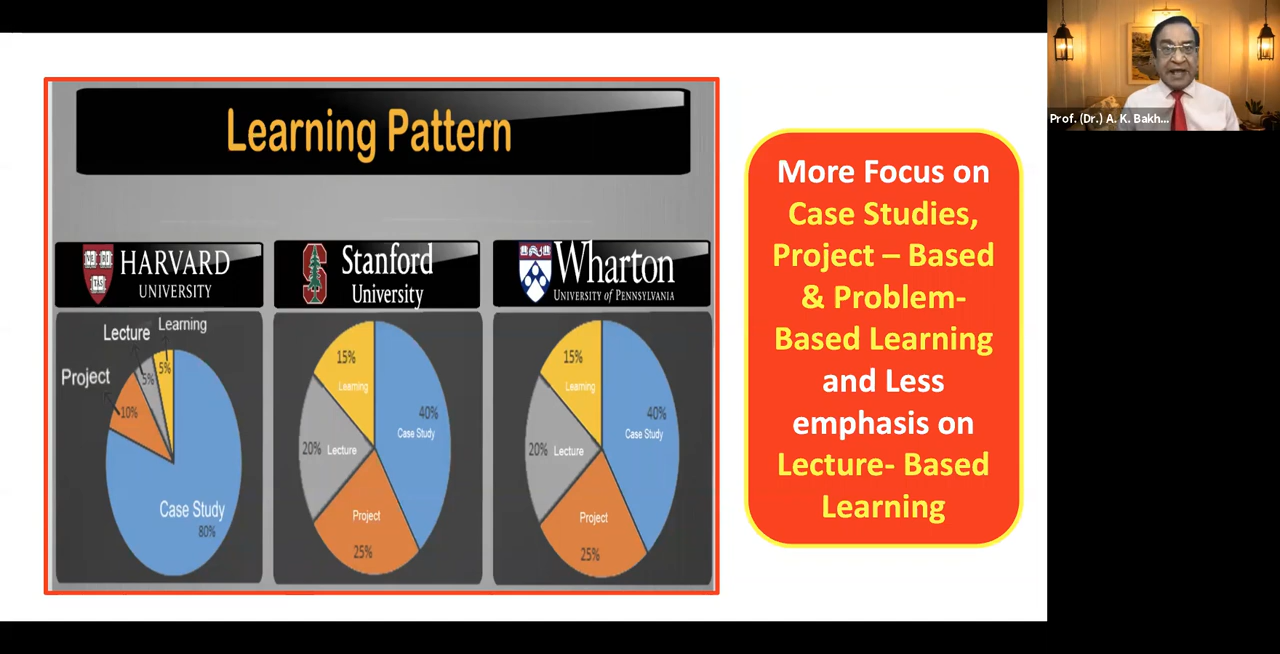 Learning Pattern
HARVARD
UNIVERSITY
Stanford
University
Wharton
UNIVERSITY of PENNSYLVANIA
Learning
Lecture
Project
5%
5%
10%
Case Study
80%
15%
Learning
40%
Case Study
20%
Lecture
Project
25%
15%
Learning
40%
Case Study
20%
Lecture
Project
25%
More Focus on
Case Studies,
Project – Based
& Problem-
Based Learning
and Less
emphasis on
Lecture- Based
Learning
Prof. (Dr.) A. K. Bakh...